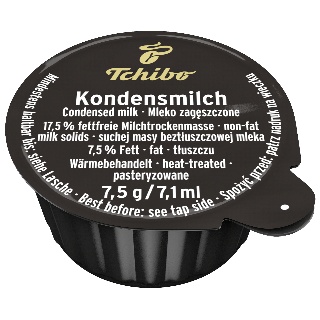 Tchibo
Kondensmilch
Condensed milk · Mleko zagęszczone
17,5 % fettfreie Milchtrockenmasse · non-fat
milk solids · suchej masy beztłuszczowej mleka
7,5 % Fett · fat · tłuszczu
Wärmebehandelt · heat-treated ·
pasteryzowane
7,5 g/7,1 ml
Mindestens haltbar bis: siehe Lasche · Best before: see tap side · Spożyć przed: patrz język na wieczku